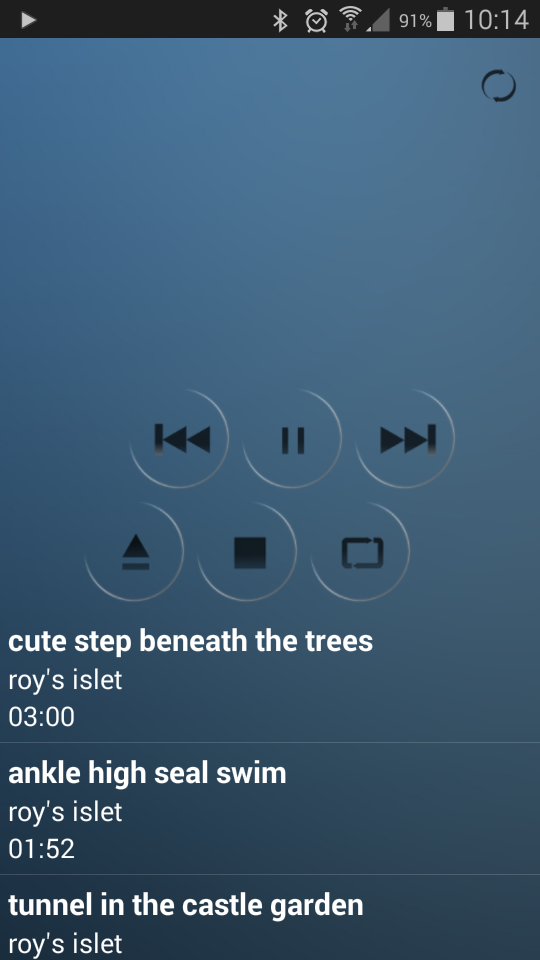 91% 10:14
cute step beneath the trees
roy's islet
03:00
ankle high seal swim
roy's islet
01:52
tunnel in the castle garden
roy's islet